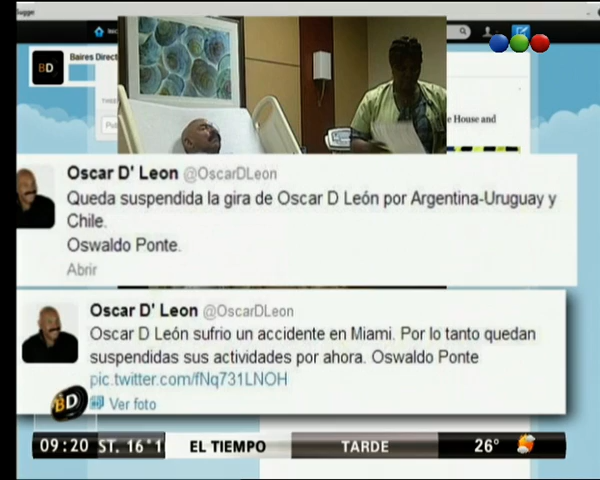 Baires Direct
BD
e House and
Oscar D' Leon @OscarDLeon
Queda suspendida la gira de Oscar D León por Argentina-Uruguay y
Chile.
Oswaldo Ponte.
Abrir
Oscar D' Leon @OscarDLeon
Oscar D León sufrio un accidente en Miami. Por lo tanto quedan
suspendidas sus actividades por ahora. Oswaldo Ponte
pic.twitter.com/fNq731LNOH
Ver foto
BD
09:20 ST. 16°1 EL TIEMPO TARDE 26°